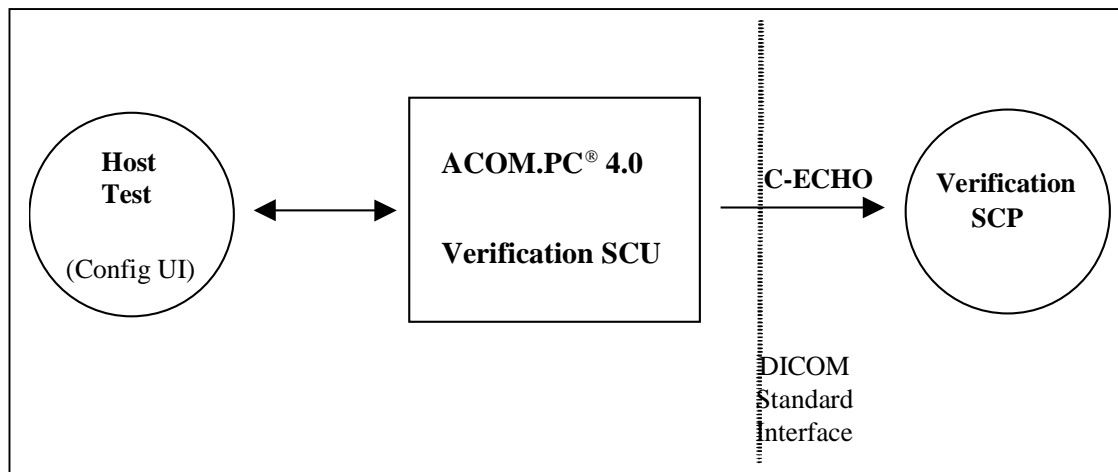 Host
Test
(Config UI)
ACOM.PC® 4.0
Verification SCU
C-ECHO
Verification
SCP
DICOM
Standard
Interface